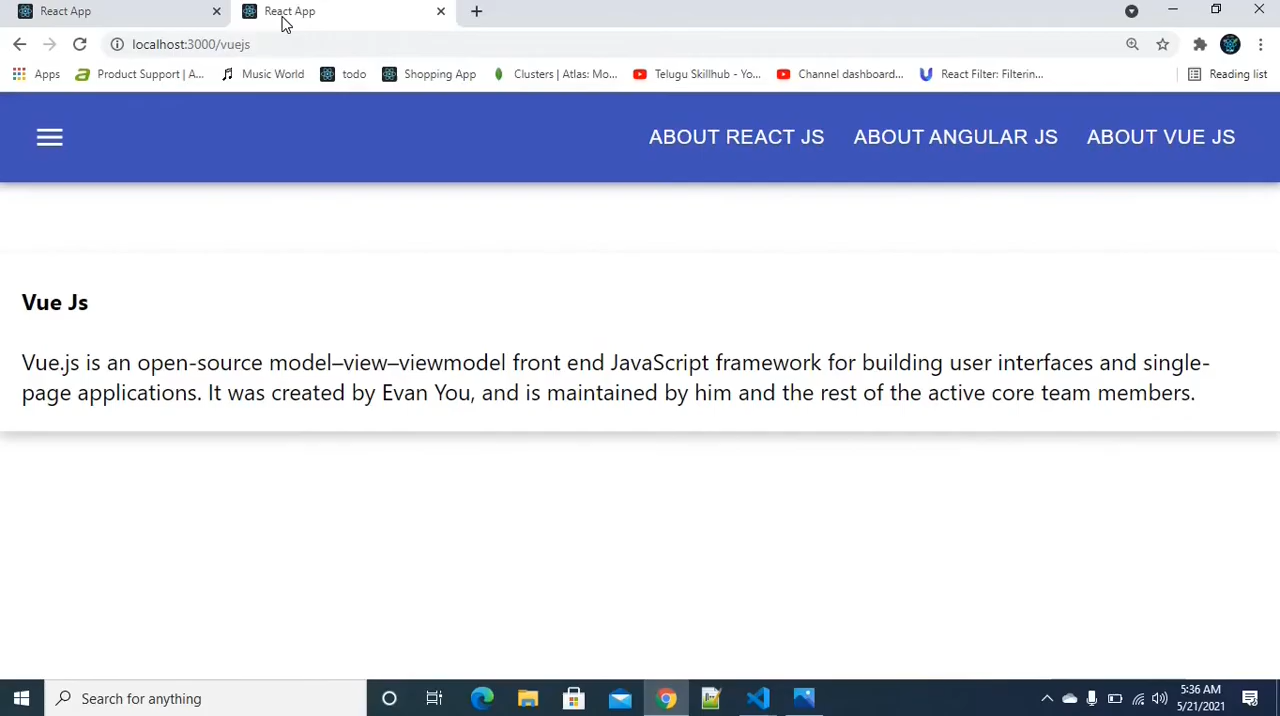 React App
React App
localhost:3000/vuejs
Apps
Product Support | A...
Music World
todo
Shopping App
Clusters | Atlas: Mo...
Telugu Skillhub - Yo...
Channel dashboard...
React Filter: Filterin...
Reading list
ABOUT REACT JS
ABOUT ANGULAR JS
ABOUT VUE JS
Vue Js
Vue.js is an open-source model–view–viewmodel front end JavaScript framework for building user interfaces and single-
page applications. It was created by Evan You, and is maintained by him and the rest of the active core team members.
Search for anything
5:36 AM
5/21/2021